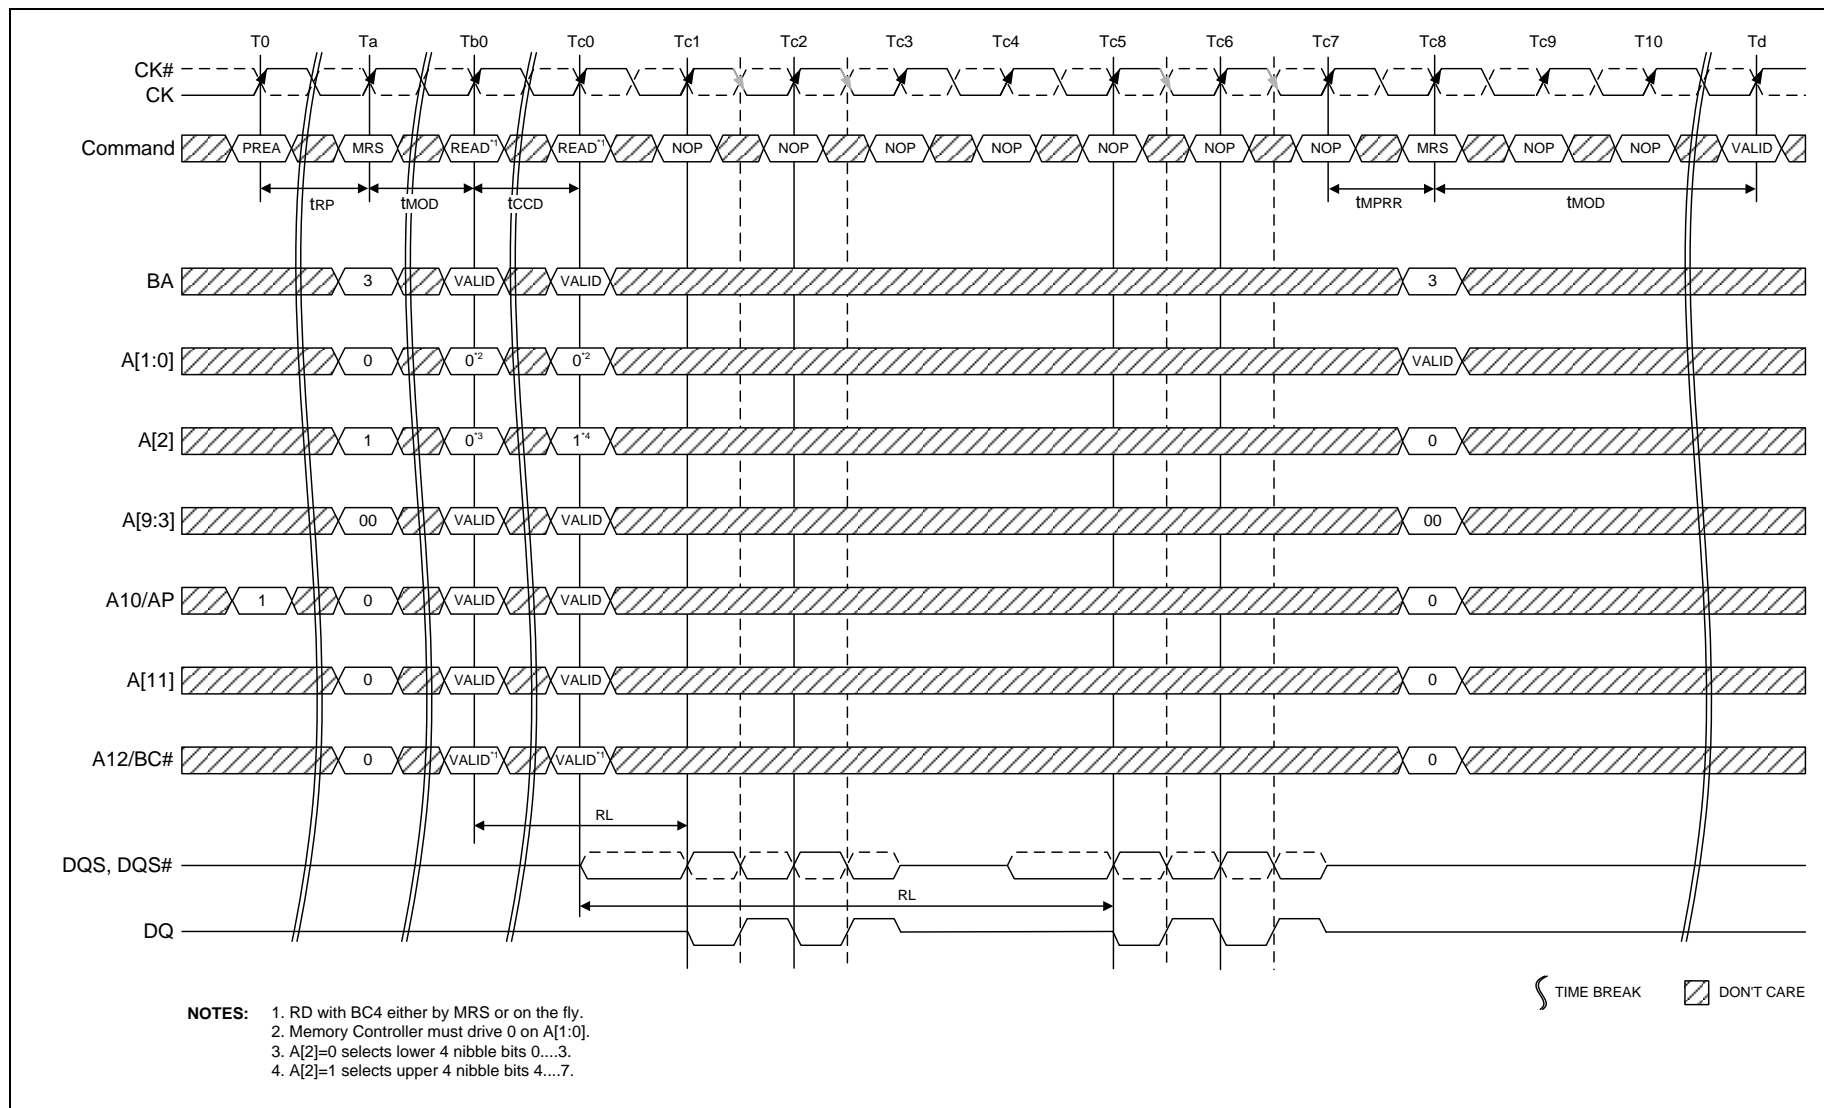 T0 Ta Tb0 Tc0 Tc1 Tc2 Tc3 Tc4 Tc5 Tc6 Tc7 Tc8 Tc9 T10 Td
CK#
CK
Command PREA MRS READ*1 READ*1 NOP NOP NOP NOP NOP NOP NOP MRS NOP NOP VALID
tRP tMOD tCCD tMPRR tMOD
BA 3 VALID VALID 3
A[1:0] 0 0*2 0*2 VALID
A[2] 1 0*3 1*4 0
A[9:3] 00 VALID VALID 00
A10/AP 1 0 VALID VALID 0
A[11] 0 VALID VALID 0
A12/BC# 0 VALID*1 VALID*1 0
RL
DQS, DQS#
RL
DQ
TIME BREAK DON'T CARE
NOTES: 1. RD with BC4 either by MRS or on the fly.
2. Memory Controller must drive 0 on A[1:0].
3. A[2]=0 selects lower 4 nibble bits 0....3.
4. A[2]=1 selects upper 4 nibble bits 4....7.